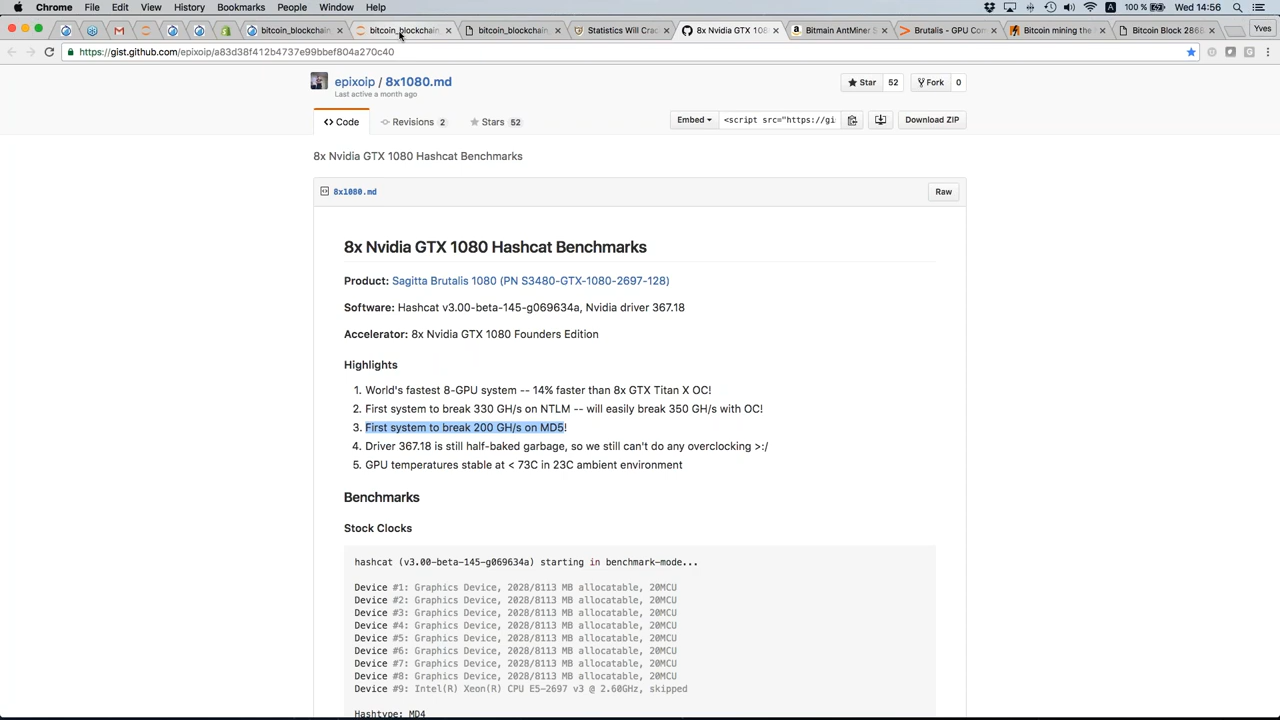 Chrome File Edit View History Bookmarks People Window Help
100 % Wed 14:56
bitcoin_blockchain
bitcoin_blockchain
bitcoin_blockchain
Statistics Will Crac
8x Nvidia GTX 108
Bitmain AntMiner S
Brutalis - GPU Com
Bitcoin mining the
Bitcoin Block 286
Yves
https://gist.github.com/epixoip/a83d38f412b4737e99bbef804a270c40
epixoip / 8x1080.md
Last active a month ago
Star 52
Fork 0
Code
Revisions 2
Stars 52
Embed
<script src="https://gi
Download ZIP
8x Nvidia GTX 1080 Hashcat Benchmarks
8x1080.md
Raw
8x Nvidia GTX 1080 Hashcat Benchmarks
Product: Sagitta Brutalis 1080 (PN S3480-GTX-1080-2697-128)
Software: Hashcat v3.00-beta-145-g069634a, Nvidia driver 367.18
Accelerator: 8x Nvidia GTX 1080 Founders Edition
Highlights
1. World's fastest 8-GPU system -- 14% faster than 8x GTX Titan X OC!
2. First system to break 330 GH/s on NTLM -- will easily break 350 GH/s with OC!
3. First system to break 200 GH/s on MD5!
4. Driver 367.18 is still half-baked garbage, so we still can't do any overclocking >:/
5. GPU temperatures stable at < 73C in 23C ambient environment
Benchmarks
Stock Clocks
hashcat (v3.00-beta-145-g069634a) starting in benchmark-mode...
Device #1: Graphics Device, 2028/8113 MB allocatable, 20MCU
Device #2: Graphics Device, 2028/8113 MB allocatable, 20MCU
Device #3: Graphics Device, 2028/8113 MB allocatable, 20MCU
Device #4: Graphics Device, 2028/8113 MB allocatable, 20MCU
Device #5: Graphics Device, 2028/8113 MB allocatable, 20MCU
Device #6: Graphics Device, 2028/8113 MB allocatable, 20MCU
Device #7: Graphics Device, 2028/8113 MB allocatable, 20MCU
Device #8: Graphics Device, 2028/8113 MB allocatable, 20MCU
Device #9: Intel(R) Xeon(R) CPU E5-2697 v3 @ 2.60GHz, skipped
Hashtype: MD4